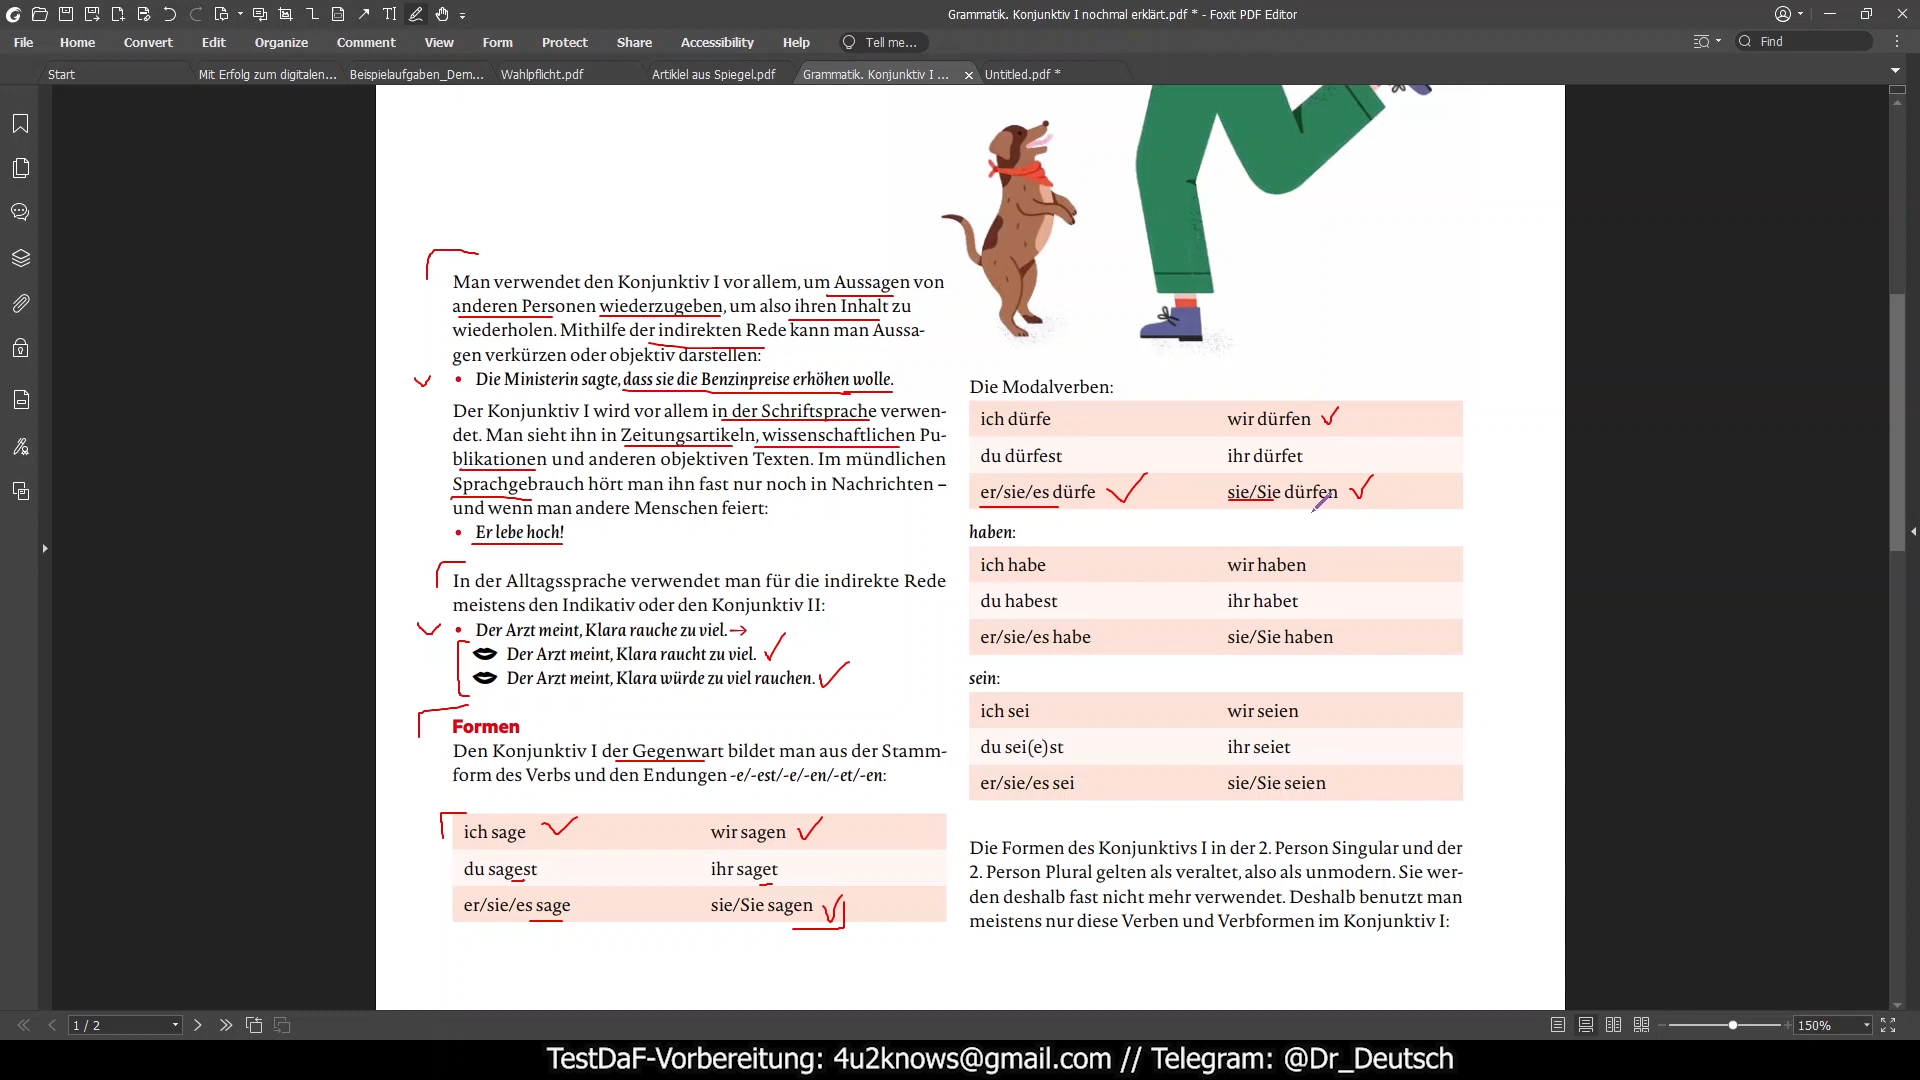 Grammatik. Konjunktiv I nochmal erklärt.pdf * - Foxit PDF Editor
File Home Convert Edit Organize Comment View Form Protect Share Accessibility Help Tell me... Find
Start Mit Erfolg zum digitalen... Beispielaufgaben_Dem... Wahlpflicht.pdf Artiklel aus Spiegel.pdf Grammatik. Konjunktiv I ... Untitled.pdf *
Man verwendet den Konjunktiv I vor allem, um Aussagen von
anderen Personen wiederzugeben, um also ihren Inhalt zu
wiederholen. Mithilfe der indirekten Rede kann man Aussa-
gen verkürzen oder objektiv darstellen:
• Die Ministerin sagte, dass sie die Benzinpreise erhöhen wolle.
Der Konjunktiv I wird vor allem in der Schriftsprache verwen-
det. Man sieht ihn in Zeitungsartikeln, wissenschaftlichen Pu-
blikationen und anderen objektiven Texten. Im mündlichen
Sprachgebrauch hört man ihn fast nur noch in Nachrichten –
und wenn man andere Menschen feiert:
• Er lebe hoch!
In der Alltagssprache verwendet man für die indirekte Rede
meistens den Indikativ oder den Konjunktiv II:
• Der Arzt meint, Klara rauche zu viel. →
Der Arzt meint, Klara raucht zu viel.
Der Arzt meint, Klara würde zu viel rauchen.
Formen
Den Konjunktiv I der Gegenwart bildet man aus der Stamm-
form des Verbs und den Endungen -e/-est/-e/-en/-et/-en:
ich sage wir sagen
du sagest ihr saget
er/sie/es sage sie/Sie sagen
Die Modalverben:
ich dürfe wir dürfen
du dürfest ihr dürfet
er/sie/es dürfe sie/Sie dürfen
haben:
ich habe wir haben
du habest ihr habet
er/sie/es habe sie/Sie haben
sein:
ich sei wir seien
du sei(e)st ihr seiet
er/sie/es sei sie/Sie seien
Die Formen des Konjunktivs I in der 2. Person Singular und der
2. Person Plural gelten als veraltet, also als unmodern. Sie wer-
den deshalb fast nicht mehr verwendet. Deshalb benutzt man
meistens nur diese Verben und Verbformen im Konjunktiv I:
1 / 2 150%
TestDaF-Vorbereitung: 4u2knows@gmail.com // Telegram: @Dr_Deutsch